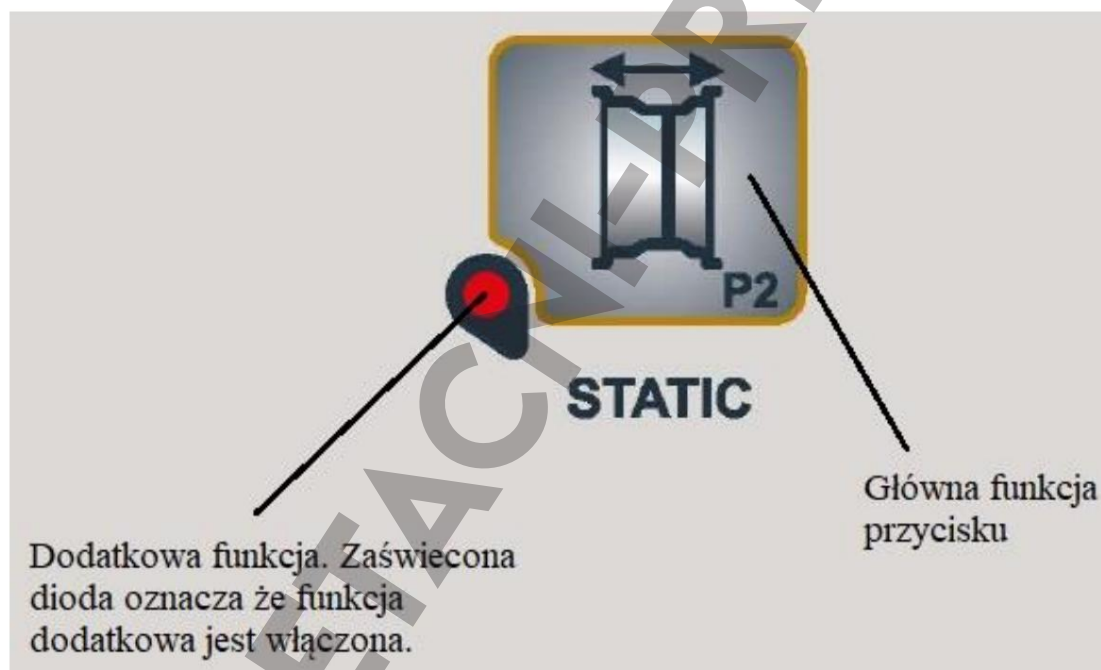 P2
STATIC
Główna funkcja
przycisku
Dodatkowa funkcja. Zaświecona
dioda oznacza że funkcja
dodatkowa jest włączona.